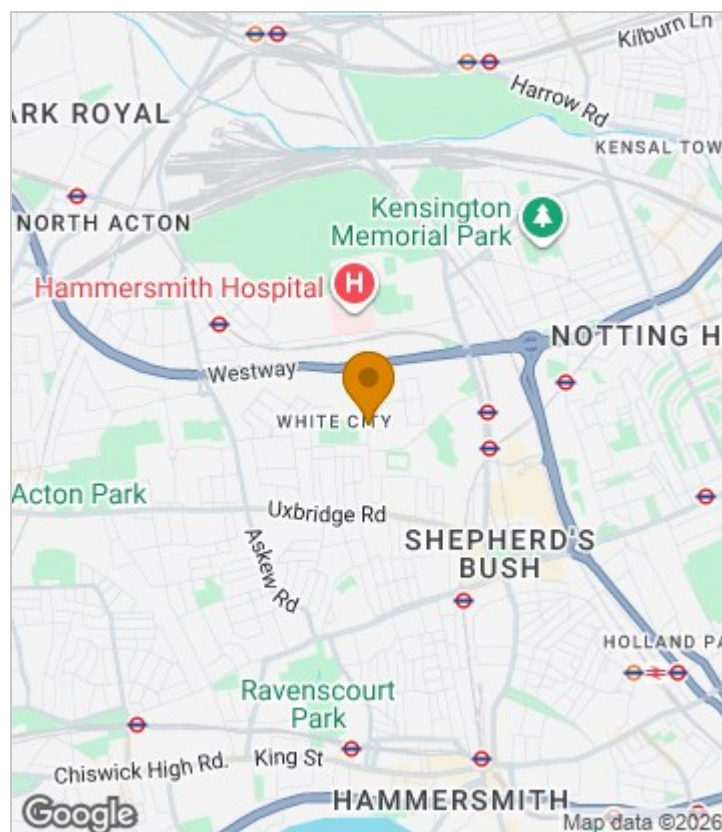 Kilburn Ln
Harrow Rd
ARK ROYAL
KENSAL TOW
NORTH ACTON
Kensington
Memorial Park
Hammersmith Hospital
H
NOTTING H
Westway
WHITE CITY
Acton Park
Uxbridge Rd
Askew Rd
SHEPHERD'S
BUSH
HOLLAND PA
Ravenscourt
Park
King St
Chiswick High Rd.
HAMMERSMITH
Google
Map data ©2026